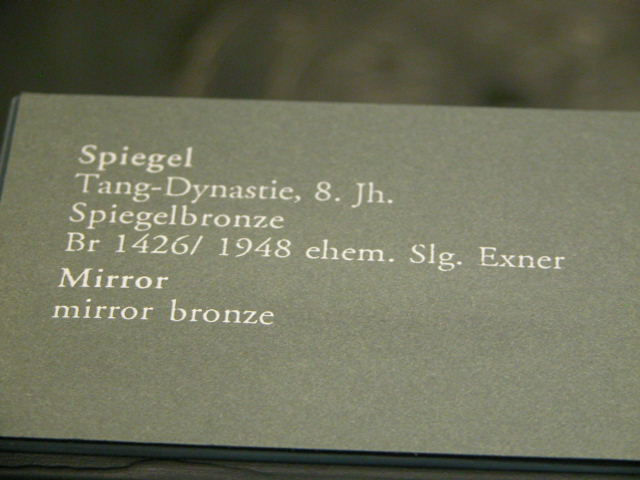 Spiegel
Tang-Dynastie, 8. Jh.
Spiegelbronze
Br 1426/ 1948 ehem. Slg. Exner
Mirror
mirror bronze